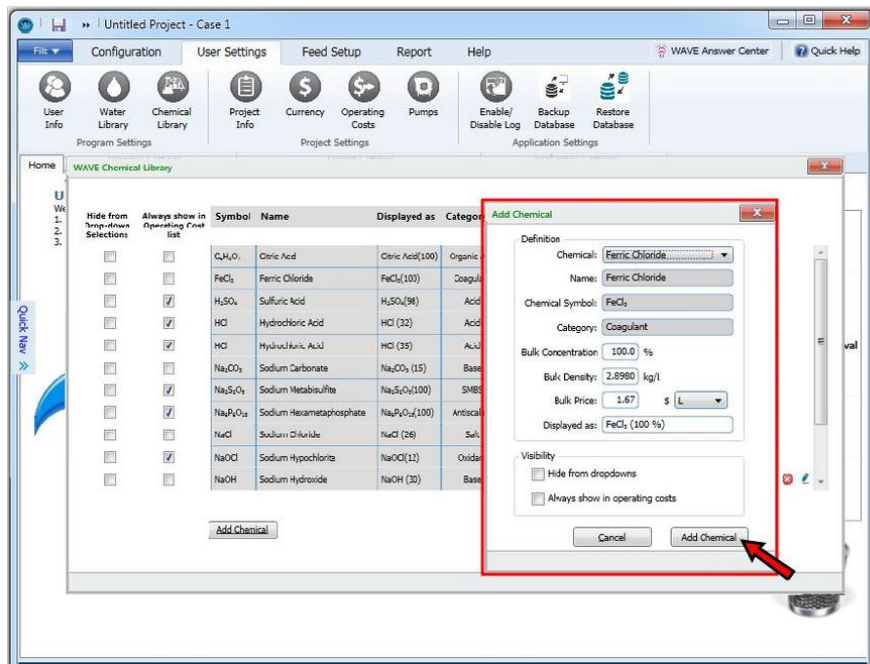 Untitled Project - Case 1
File Configuration User Settings Feed Setup Report Help WAVE Answer Center Quick Help
User Info
Water Library
Chemical Library
Project Info
Currency
Operating Costs
Pumps
Enable/ Disable Log
Backup Database
Restore Database
Program Settings Project Settings Application Settings
Home
WAVE Chemical Library
U
We
1.
2.
3.
Quick Nav
val
Hide from Drop-down Selections
Always show in Operating Cost list
Symbol Name Displayed as Categor
Citric Acid Citric Acid(100) Organic
FeCl₃ Ferric Chloride FeCl₃(100) Coagula
H₂SO₄ Sulfuric Acid H₂SO₄(98) Acid
HCl Hydrochloric Acid HCl (32) Acid
HCl Hydrochloric Acid HCl (35) Acid
Na₂CO₃ Sodium Carbonate Na₂CO₃ (15) Base
Na₂S₂O₅ Sodium Metabisulfite Na₂S₂O₅(100) SMBS
Na₆P₆O₁₈ Sodium Hexametaphosphate Na₆P₆O₁₈(100) Antiscala
NaCl Sodium Chloride NaCl (26) Salt
NaOCl Sodium Hypochlorite NaOCl(12) Oxidan
NaOH Sodium Hydroxide NaOH (30) Base
Add Chemical
Add Chemical
Definition
Chemical: Ferric Chloride
Name: Ferric Chloride
Chemical Symbol: FeCl₃
Category: Coagulant
Bulk Concentration 100.0 %
Bulk Density: 2.8980 kg/l
Bulk Price: 1.67 $ L
Displayed as: FeCl₃ (100 %)
Visibility
Hide from dropdowns
Always show in operating costs
Cancel Add Chemical